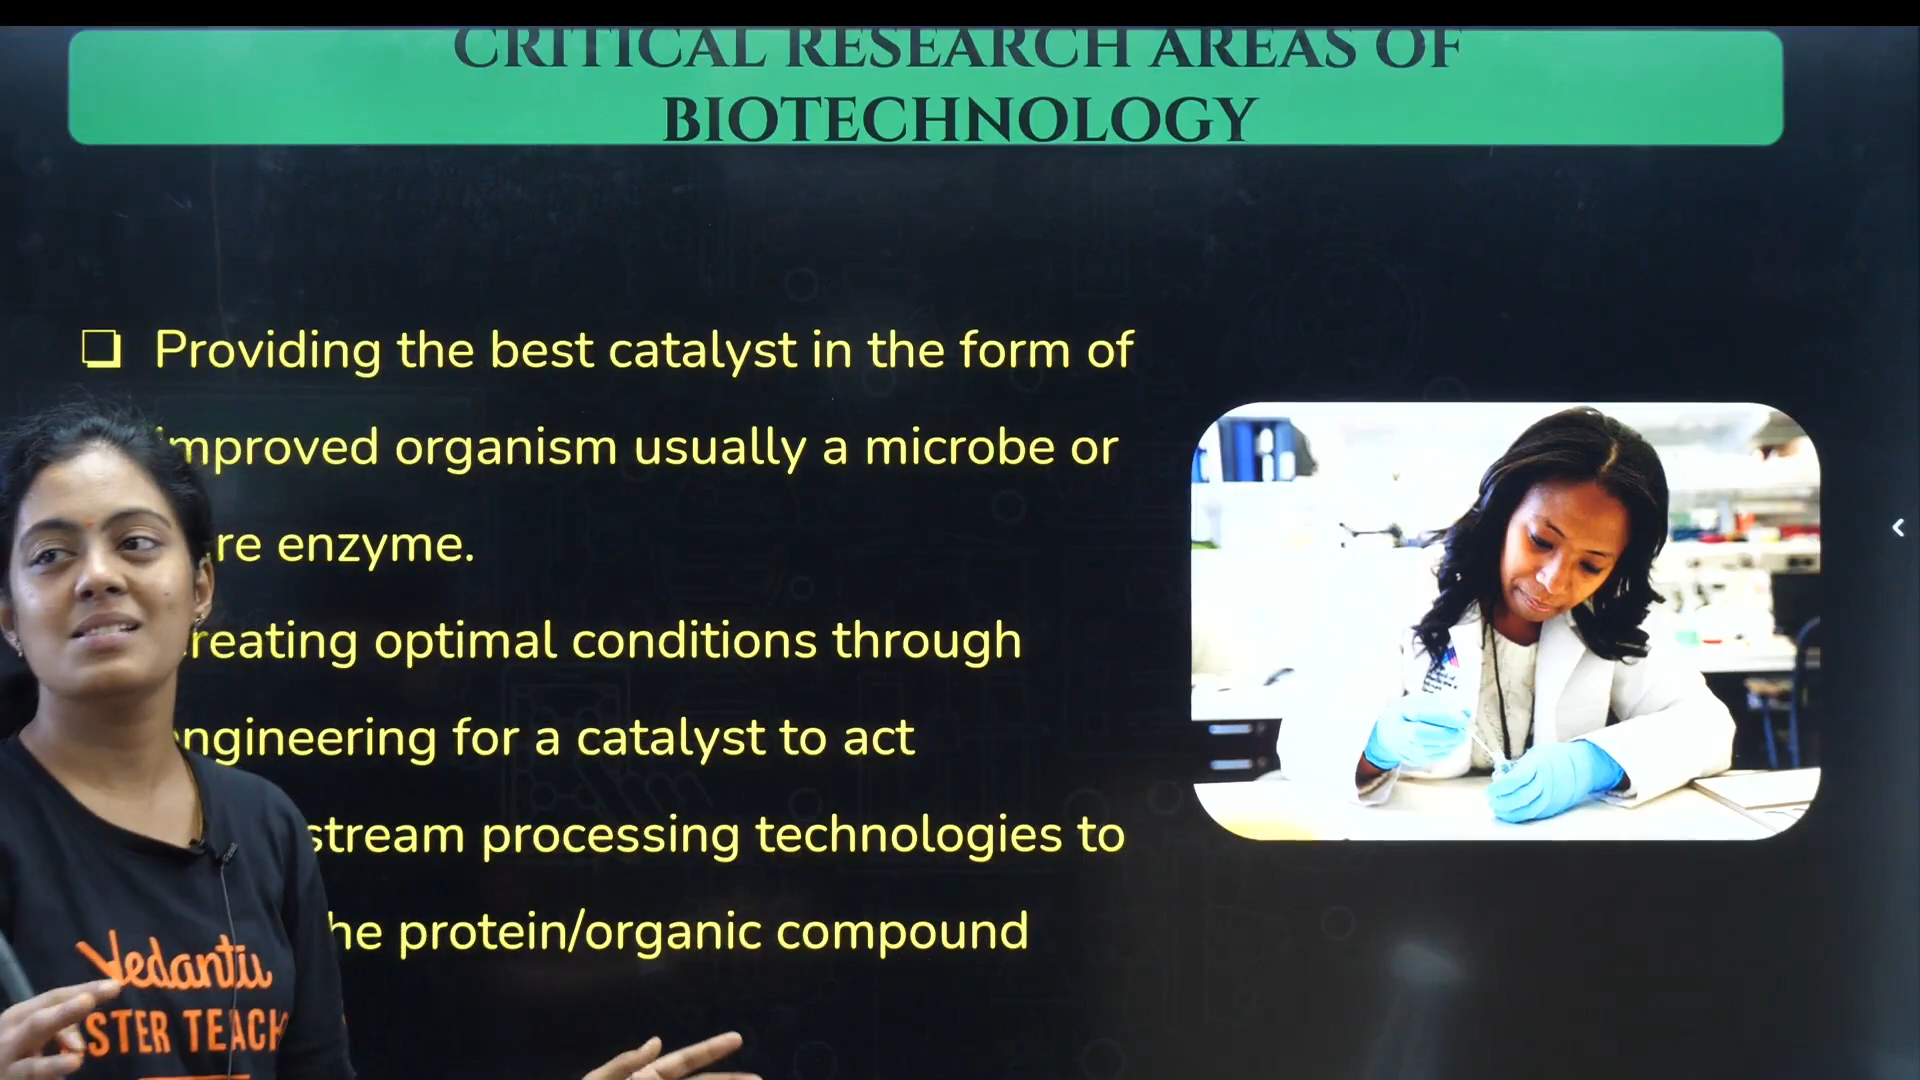 CRITICAL RESEARCH AREAS OF
BIOTECHNOLOGY
❏ Providing the best catalyst in the form of
improved organism usually a microbe or
re enzyme.
reating optimal conditions through
ngineering for a catalyst to act
stream processing technologies to
he protein/organic compound
Vedantu
STER TEACH